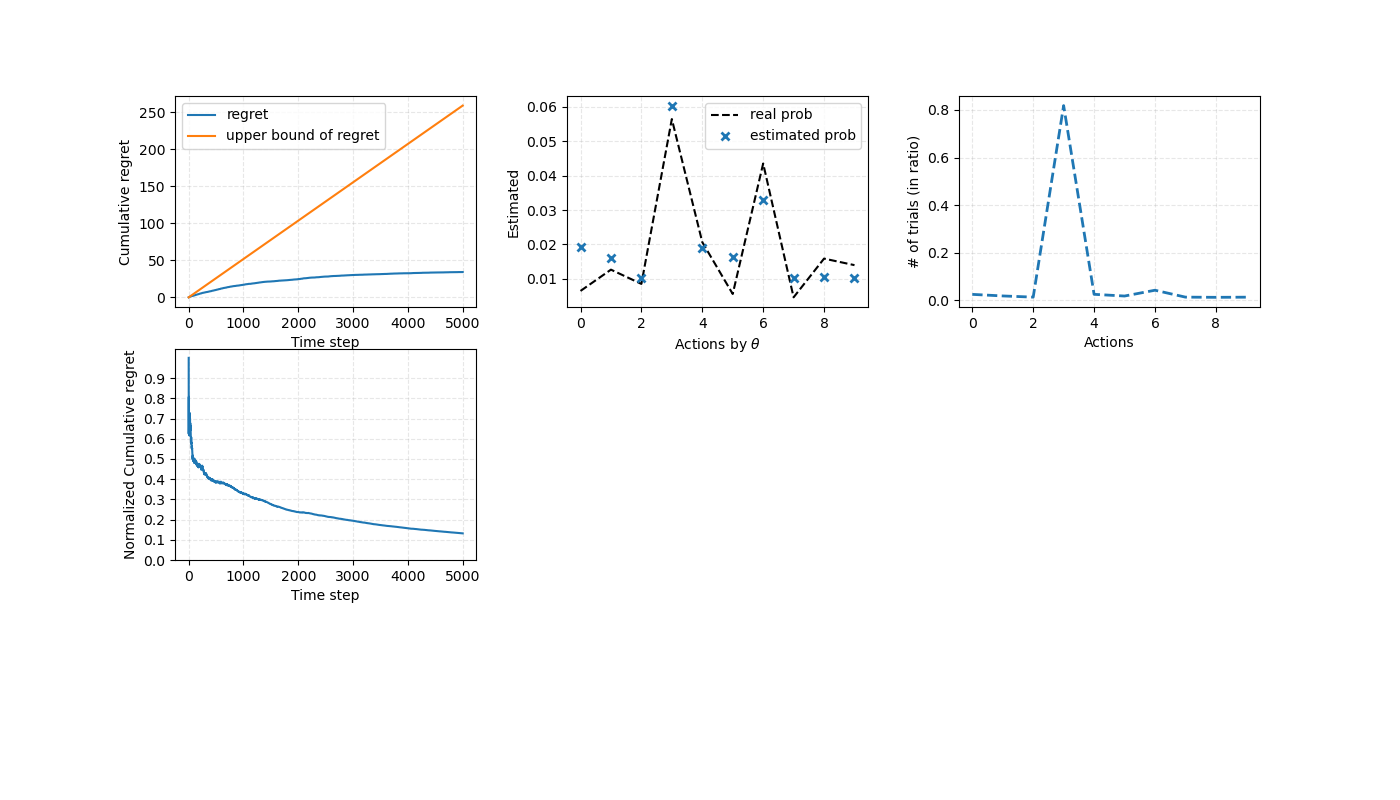 250
200
150
100
50
0
Cumulative regret
regret
upper bound of regret
0 1000 2000 3000 4000 5000
Time step
0.06
0.05
0.04
0.03
0.02
0.01
Estimated
real prob
estimated prob
0 2 4 6 8
Actions by θ
0.8
0.6
0.4
0.2
0.0
# of trials (in ratio)
0 2 4 6 8
Actions
0.9
0.8
0.7
0.6
0.5
0.4
0.3
0.2
0.1
0.0
Normalized Cumulative regret
0 1000 2000 3000 4000 5000
Time step